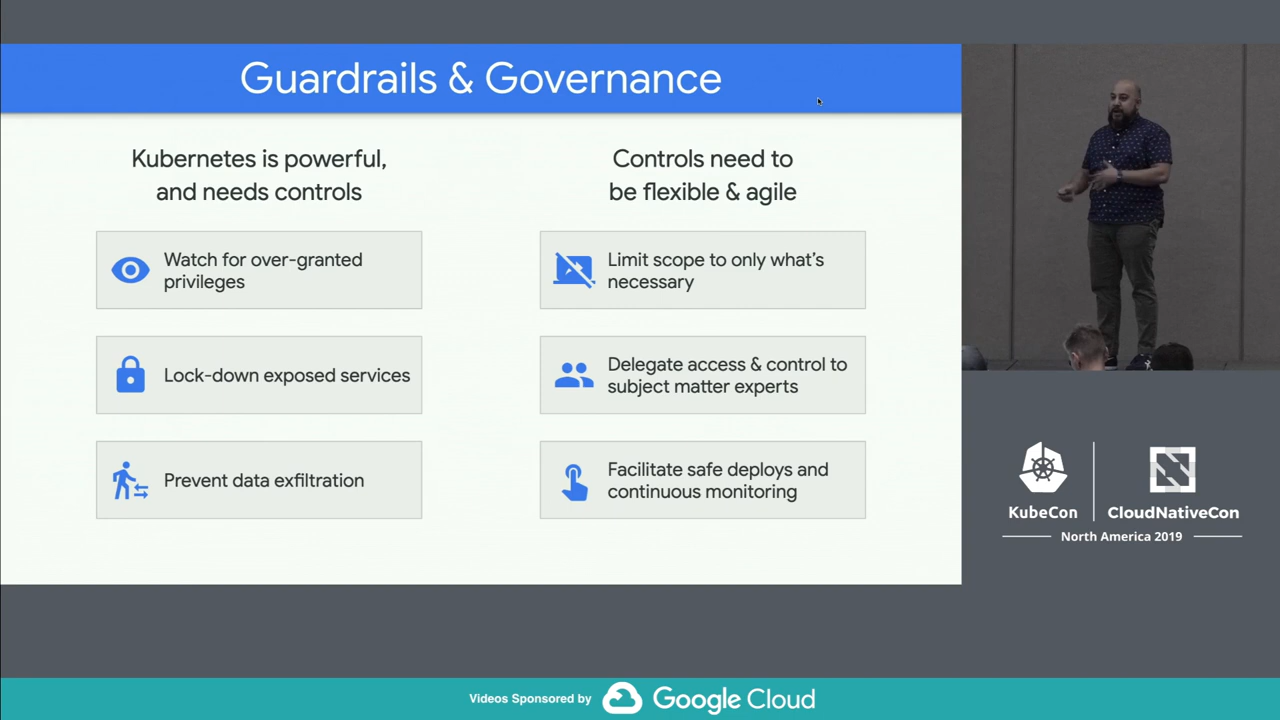 Guardrails & Governance
Kubernetes is powerful,
and needs controls
Watch for over-granted
privileges
Lock-down exposed services
Prevent data exfiltration
Controls need to
be flexible & agile
Limit scope to only what's
necessary
Delegate access & control to
subject matter experts
Facilitate safe deploys and
continuous monitoring
KubeCon
CloudNativeCon
North America 2019
Videos Sponsored by
Google Cloud